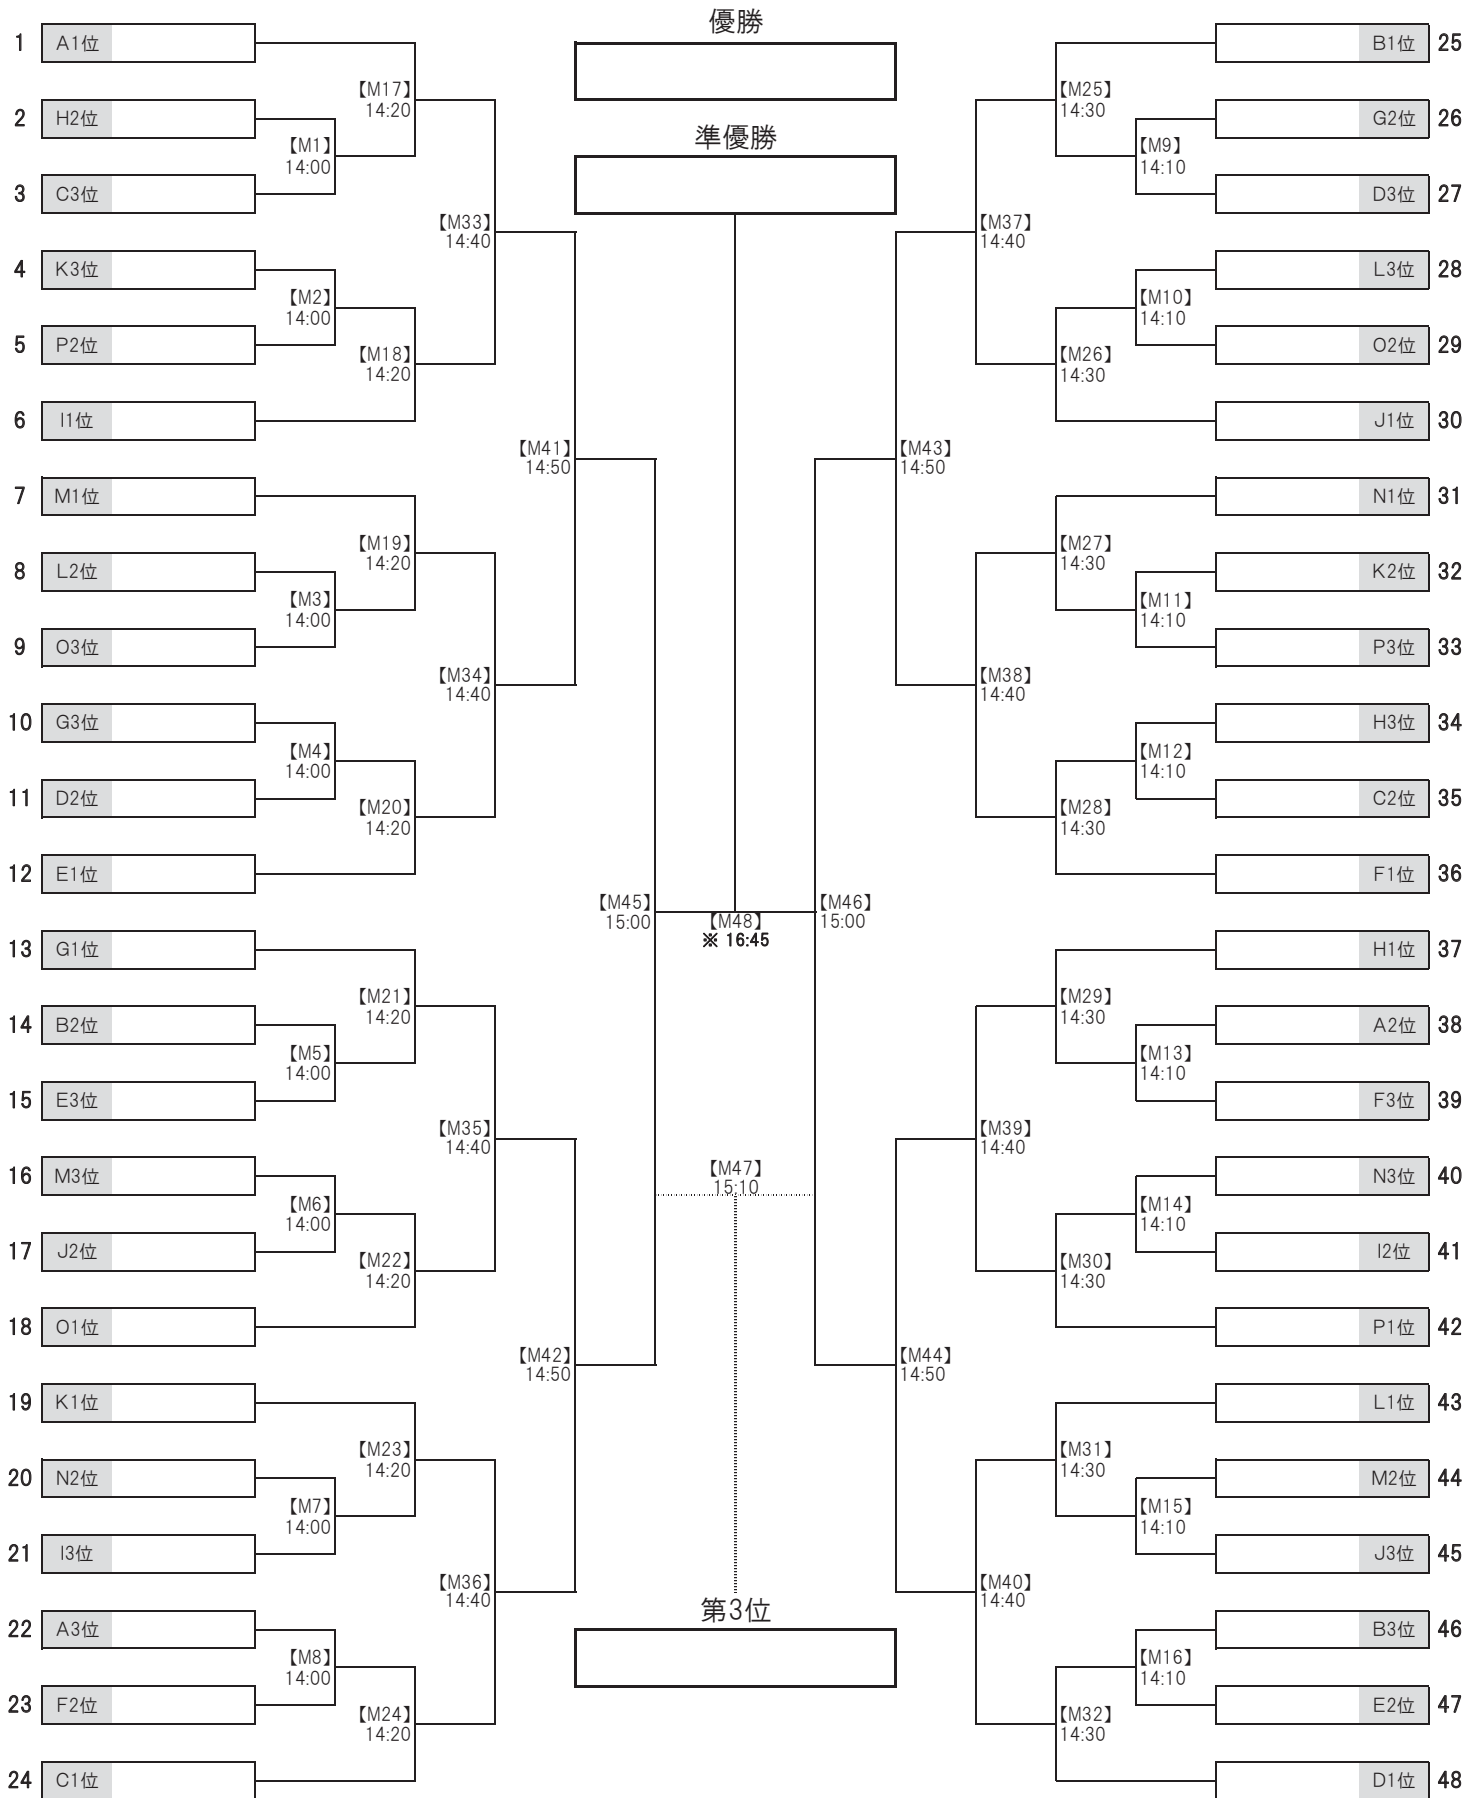 優勝
準優勝
1 A1位
【M17】
14:20
2 H2位
【M1】
14:00
3 C3位
【M33】
14:40
4 K3位
【M2】
14:00
5 P2位
【M18】
14:20
6 I1位
【M41】
14:50
7 M1位
【M19】
14:20
8 L2位
【M3】
14:00
9 O3位
【M34】
14:40
10 G3位
【M4】
14:00
11 D2位
【M20】
14:20
12 E1位
【M45】
15:00
13 G1位
【M21】
14:20
14 B2位
【M5】
14:00
15 E3位
【M35】
14:40
16 M3位
【M6】
14:00
17 J2位
【M22】
14:20
18 O1位
【M42】
14:50
19 K1位
【M23】
14:20
20 N2位
【M7】
14:00
21 I3位
【M36】
14:40
22 A3位
【M8】
14:00
23 F2位
【M24】
14:20
24 C1位
【M48】
※ 16:45
【M47】
15:10
第3位
B1位 25
【M25】
14:30
G2位 26
【M9】
14:10
D3位 27
【M37】
14:40
L3位 28
【M10】
14:10
O2位 29
【M26】
14:30
J1位 30
【M43】
14:50
N1位 31
【M27】
14:30
K2位 32
【M11】
14:10
P3位 33
【M38】
14:40
H3位 34
【M12】
14:10
C2位 35
【M28】
14:30
F1位 36
【M46】
15:00
H1位 37
【M29】
14:30
A2位 38
【M13】
14:10
F3位 39
【M39】
14:40
N3位 40
【M14】
14:10
I2位 41
【M30】
14:30
P1位 42
【M44】
14:50
L1位 43
【M31】
14:30
M2位 44
【M15】
14:10
J3位 45
【M40】
14:40
B3位 46
【M16】
14:10
E2位 47
【M32】
14:30
D1位 48